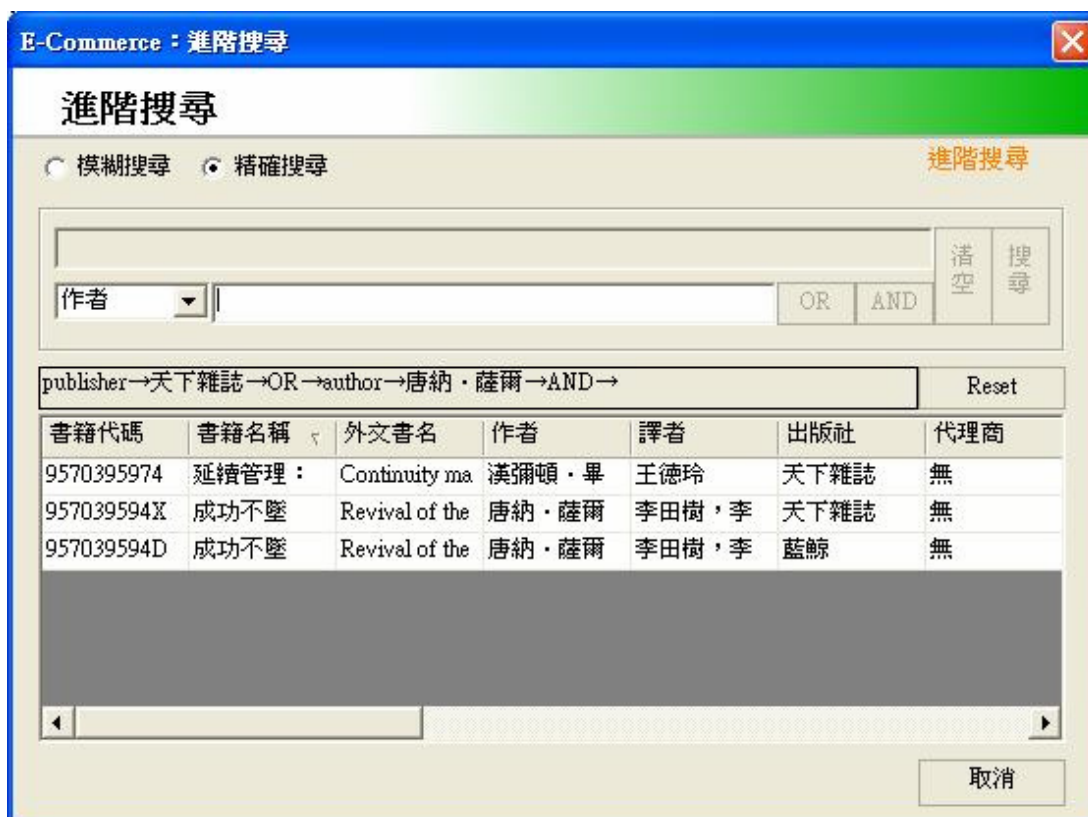 E-Commerce：進階搜尋
進階搜尋
模糊搜尋 精確搜尋 進階搜尋
清空 搜尋
作者 OR AND
publisher→天下雜誌→OR→author→唐納・薩爾→AND→ Reset
書籍代碼 書籍名稱 外文書名 作者 譯者 出版社 代理商
9570395974 延續管理： Continuity ma 漢彌頓・畢 王德玲 天下雜誌 無
957039594X 成功不墜 Revival of the 唐納・薩爾 李田樹，李 天下雜誌 無
957039594D 成功不墜 Revival of the 唐納・薩爾 李田樹，李 藍鯨 無
取消